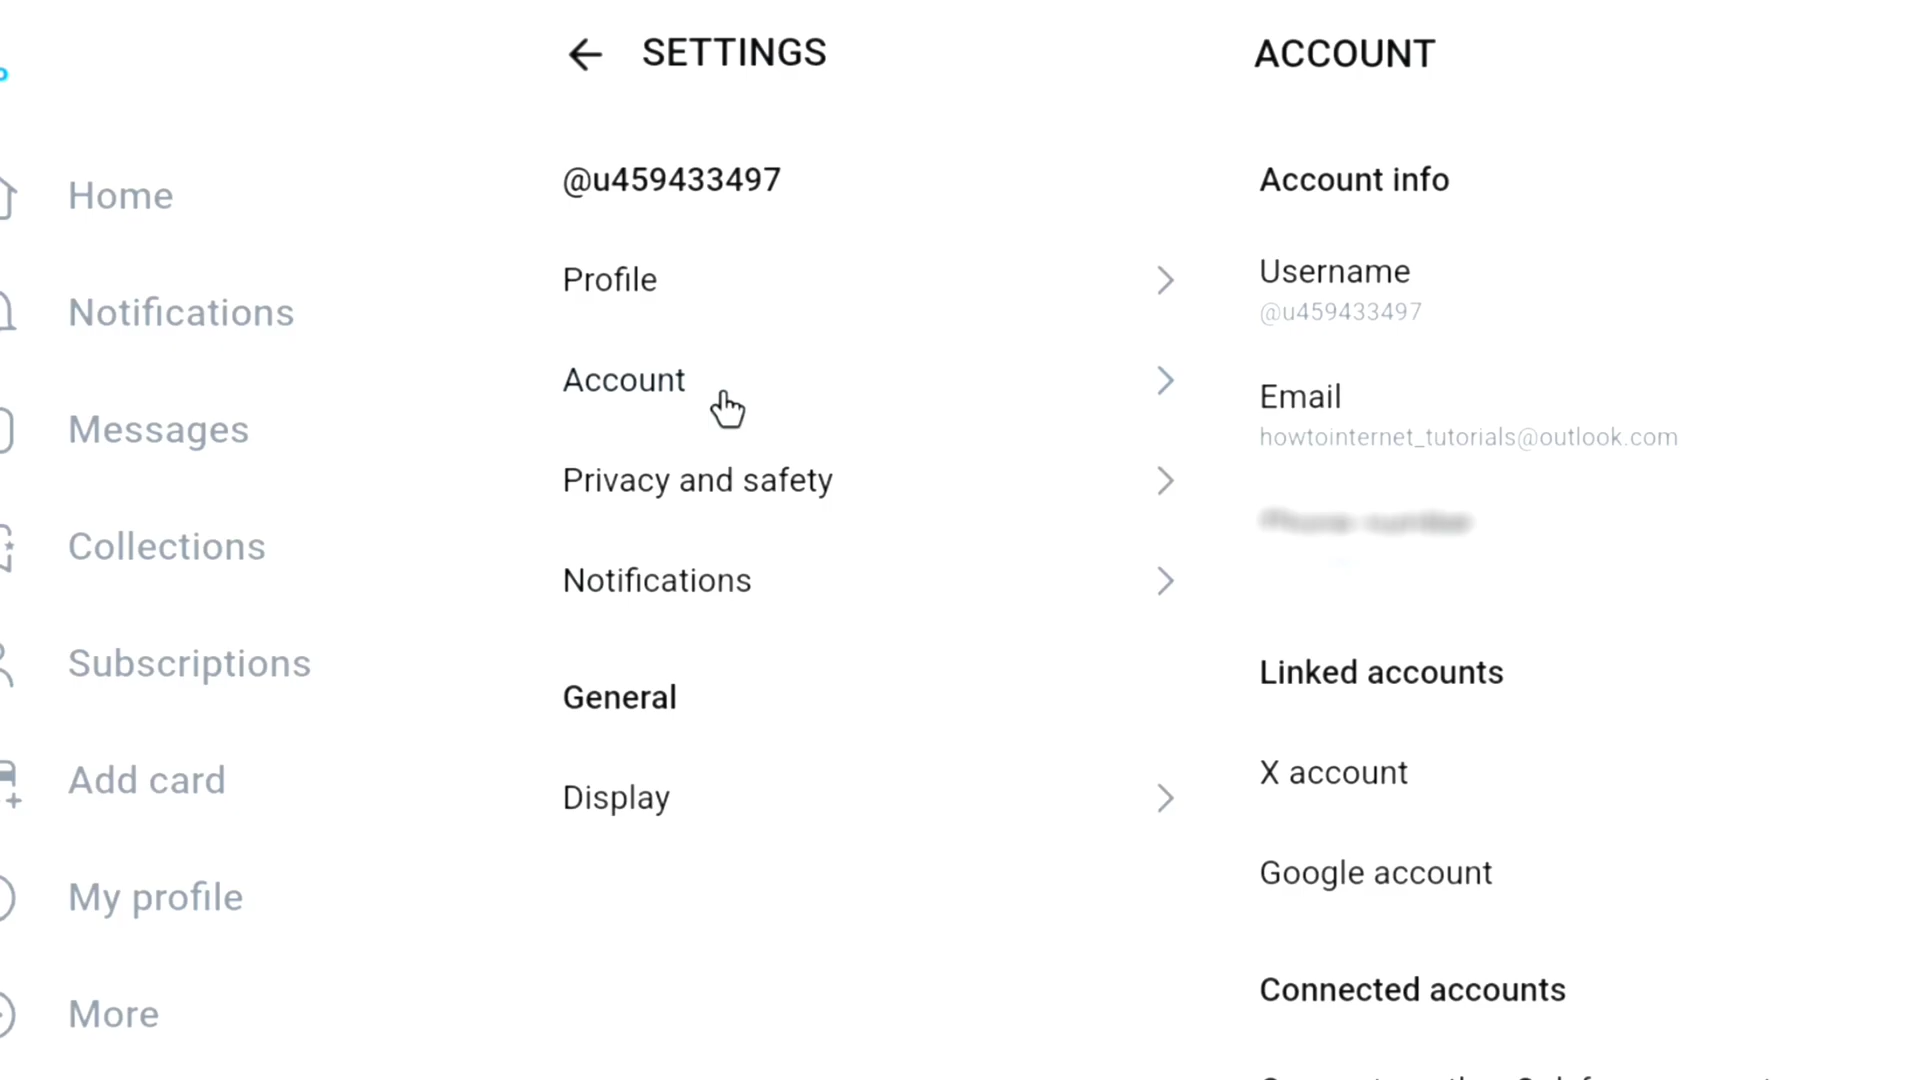 Home
Notifications
Messages
Collections
Subscriptions
Add card
My profile
More
SETTINGS
@u459433497
Profile
Account
Privacy and safety
Notifications
General
Display
ACCOUNT
Account info
Username
@u459433497
Email
howtointernet_tutorials@outlook.com
Linked accounts
X account
Google account
Connected accounts